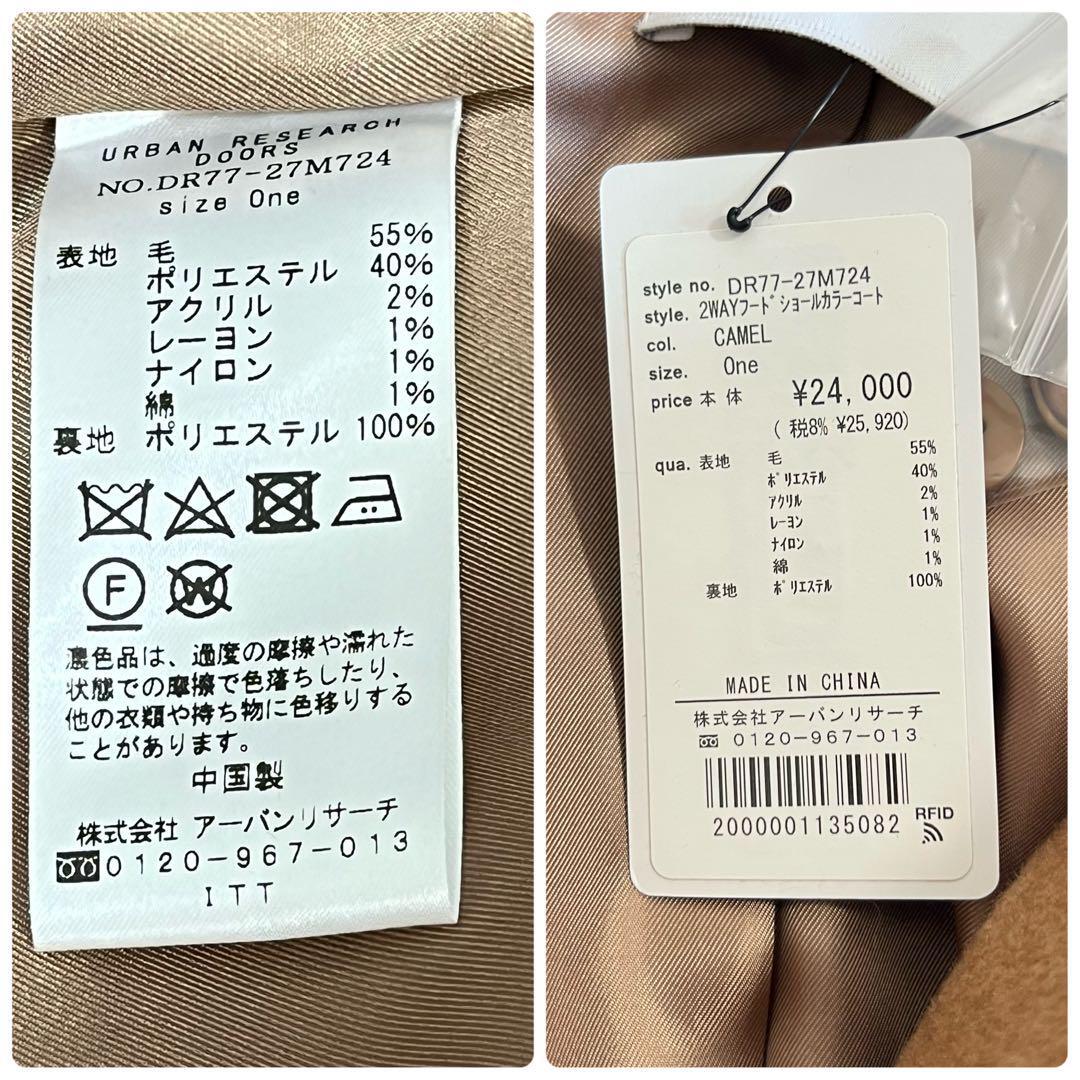 URBAN RESEARCH
DOORS
NO.DR77-27M724
size One
表地 毛 55%
ポリエステル 40%
アクリル 2%
レーヨン 1%
ナイロン 1%
綿 1%
裏地 ポリエステル 100%
F W
濃色品は、過度の摩擦や濡れた
状態での摩擦で色落ちしたり、
他の衣類や持ち物に色移りする
ことがあります。
中国製
株式会社 アーバンリサーチ
0120-967-013
ITT
style no. DR77-27M724
style. 2WAYフードショールカラーコート
col. CAMEL
size. One
price 本体 ¥24,000
(税8% ¥25,920)
qua. 表地 毛 55%
ポリエステル 40%
アクリル 2%
レーヨン 1%
ナイロン 1%
綿 1%
裏地 ポリエステル 100%
MADE IN CHINA
株式会社アーバンリサーチ
0120-967-013
2000001135082
RFID